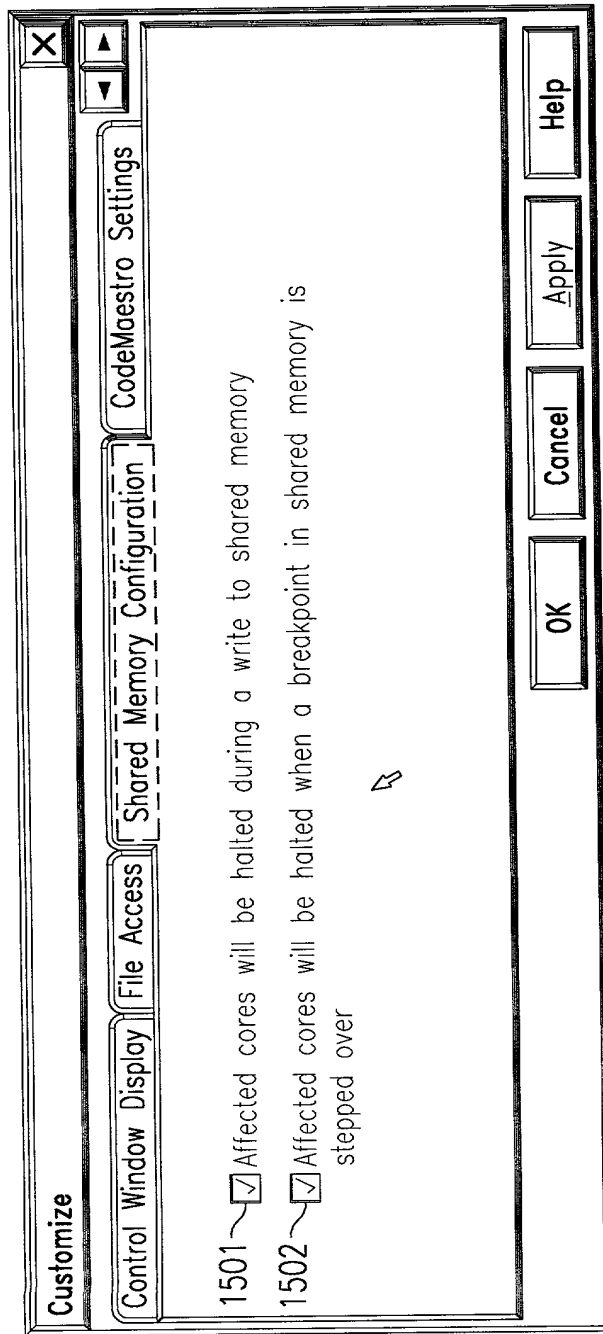 Customize
Control Window Display
File Access
Shared Memory Configuration
CodeMaestro Settings
1501
Affected cores will be halted during a write to shared memory
1502
Affected cores will be halted when a breakpoint in shared memory is
stepped over
OK
Cancel
Apply
Help